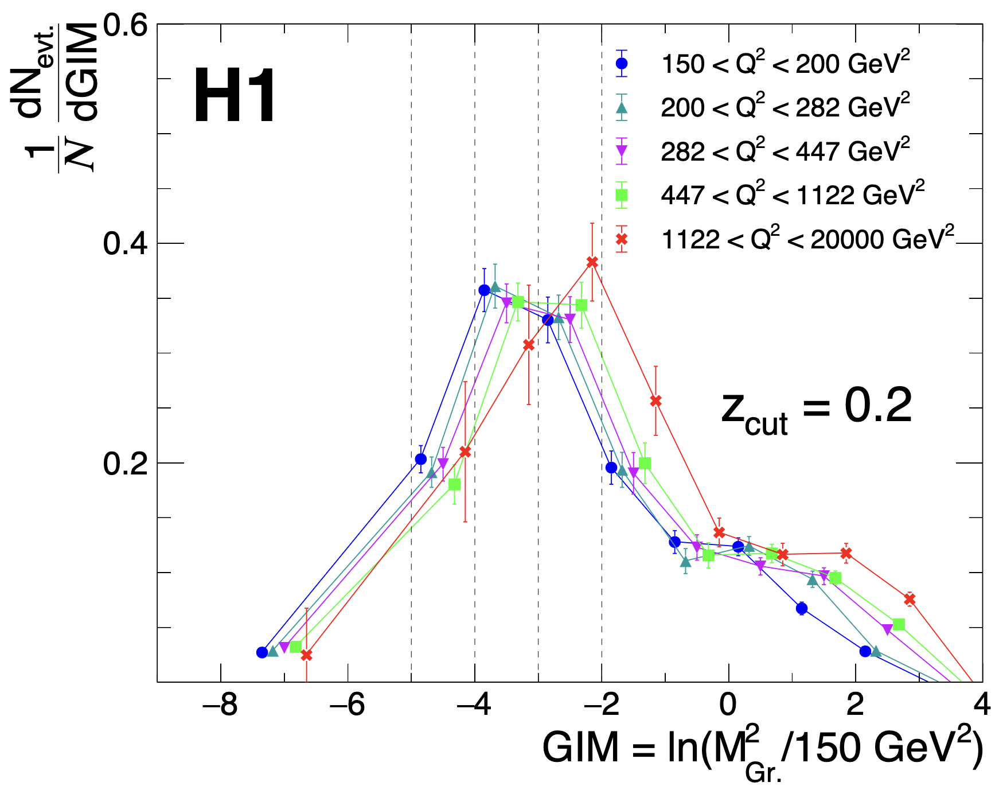 1/N dN_evt./dGIM
0.6
0.4
0.2
H1
150 < Q² < 200 GeV²
200 < Q² < 282 GeV²
282 < Q² < 447 GeV²
447 < Q² < 1122 GeV²
1122 < Q² < 20000 GeV²
z_cut = 0.2
−8 −6 −4 −2 0 2 4
GIM = ln(M²_Gr./150 GeV²)